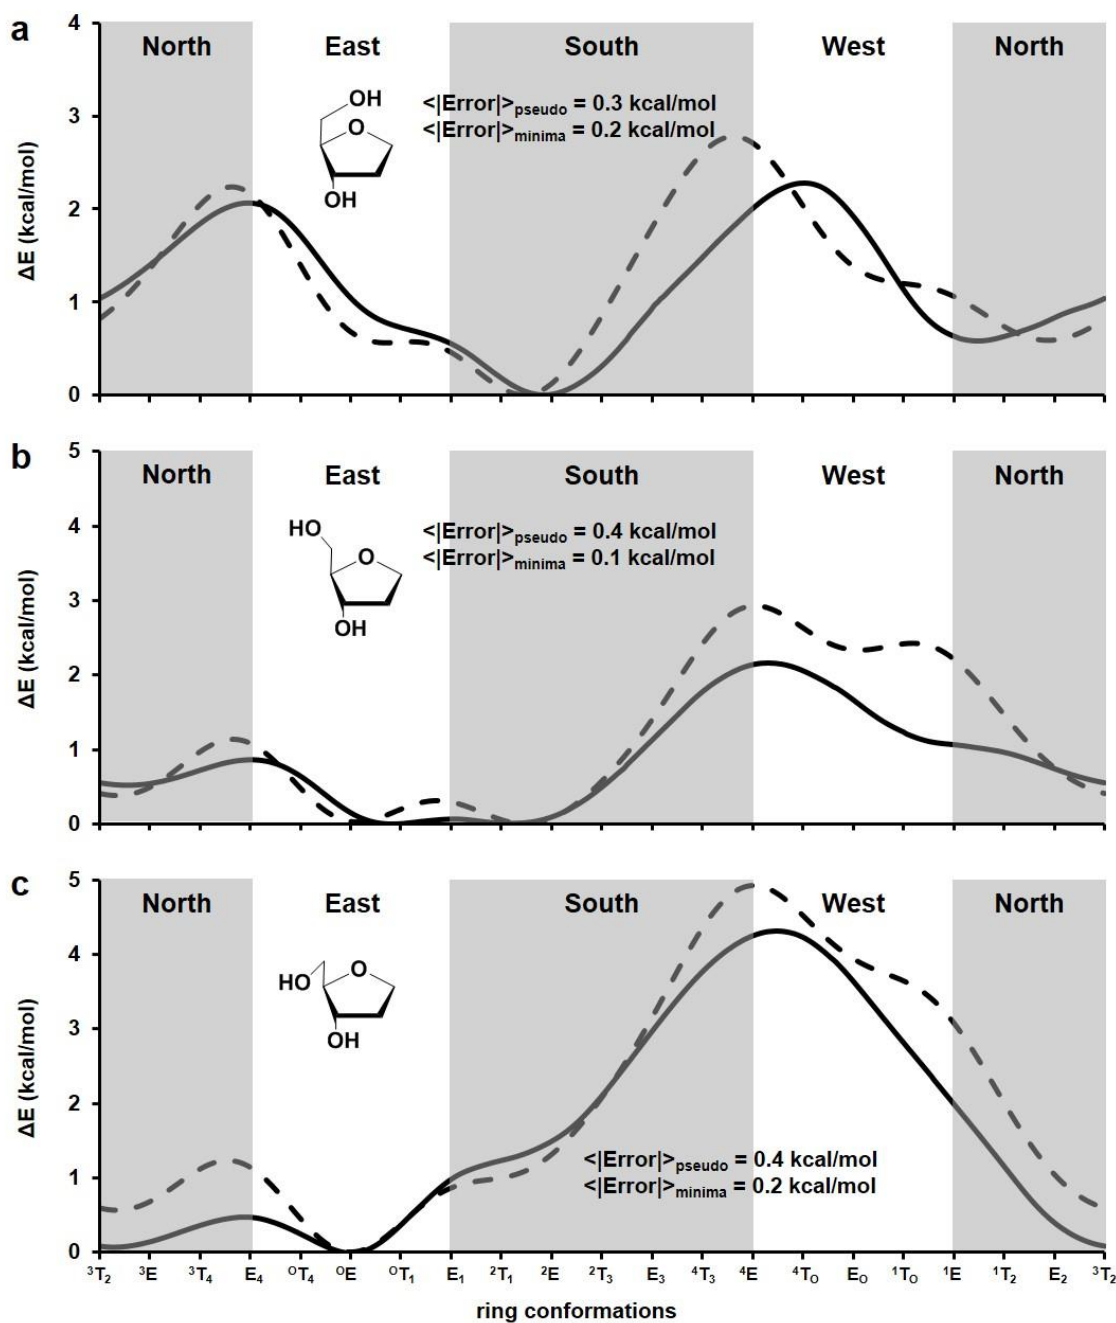 a
4
3
2
1
0
ΔE (kcal/mol)
North East South West North
OH
O
OH
<|Error|>pseudo = 0.3 kcal/mol
<|Error|>minima = 0.2 kcal/mol
b
5
4
3
2
1
0
ΔE (kcal/mol)
North East South West North
HO
O
OH
<|Error|>pseudo = 0.4 kcal/mol
<|Error|>minima = 0.1 kcal/mol
c
5
4
3
2
1
0
ΔE (kcal/mol)
North East South West North
O
HO
OH
<|Error|>pseudo = 0.4 kcal/mol
<|Error|>minima = 0.2 kcal/mol
³T₂ ³E ³T₄ E₄ ᴼT₄ ᴼE ᴼT₁ E₁ ²T₁ ²E ²T₃ E₃ ⁴T₃ ⁴E ⁴Tₒ Eₒ ¹Tₒ ¹E ¹T₂ E₂ ³T₂
ring conformations